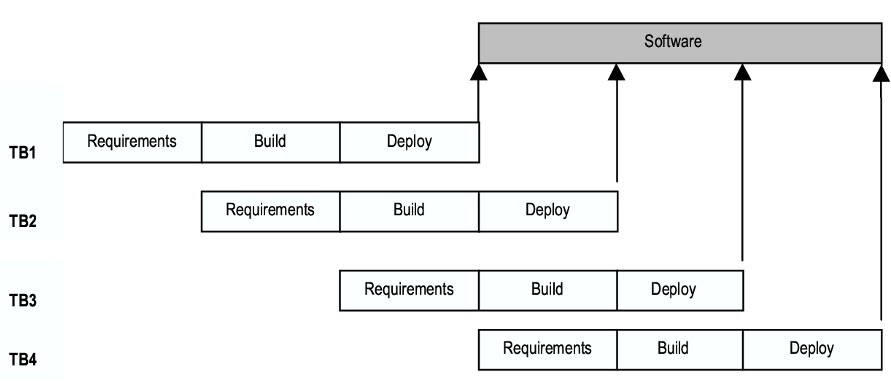 Software
TB1 Requirements Build Deploy
TB2 Requirements Build Deploy
TB3 Requirements Build Deploy
TB4 Requirements Build Deploy